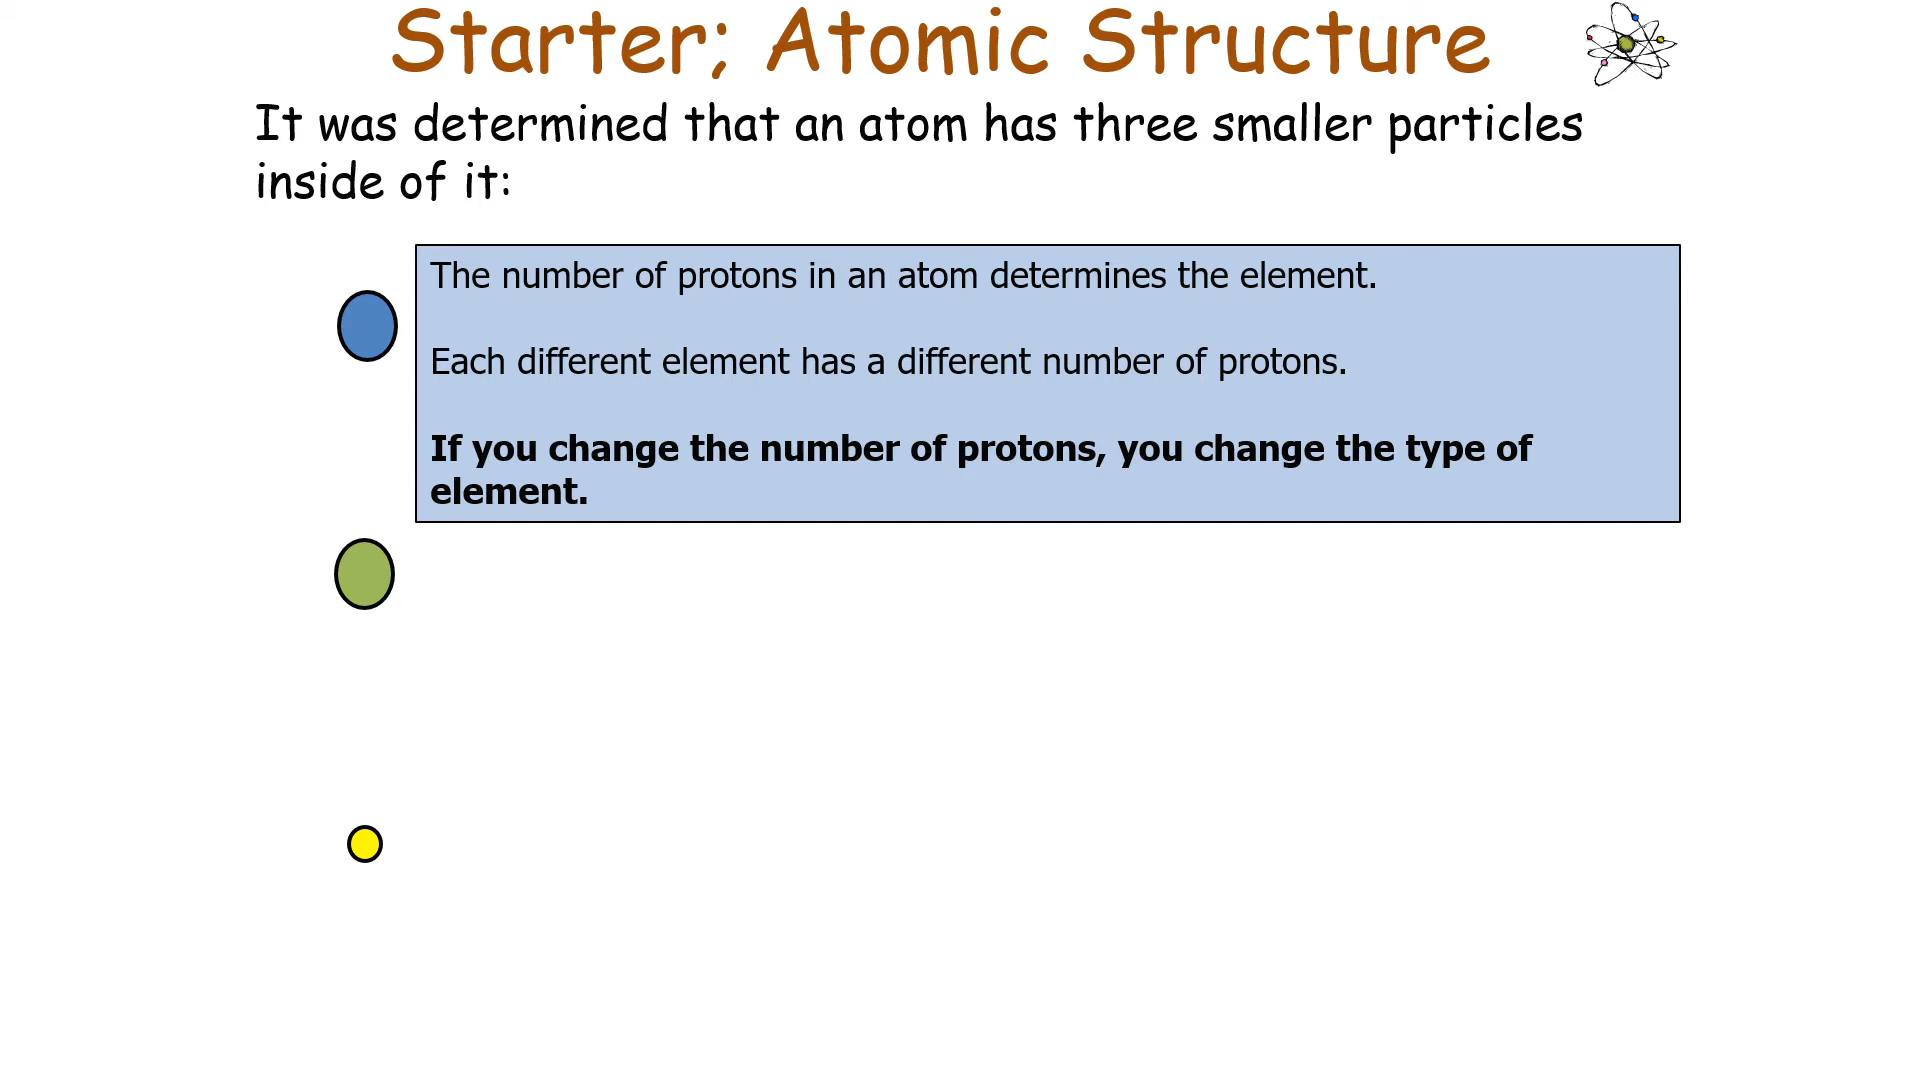 Starter; Atomic Structure
It was determined that an atom has three smaller particles
inside of it:
The number of protons in an atom determines the element.
Each different element has a different number of protons.
If you change the number of protons, you change the type of
element.